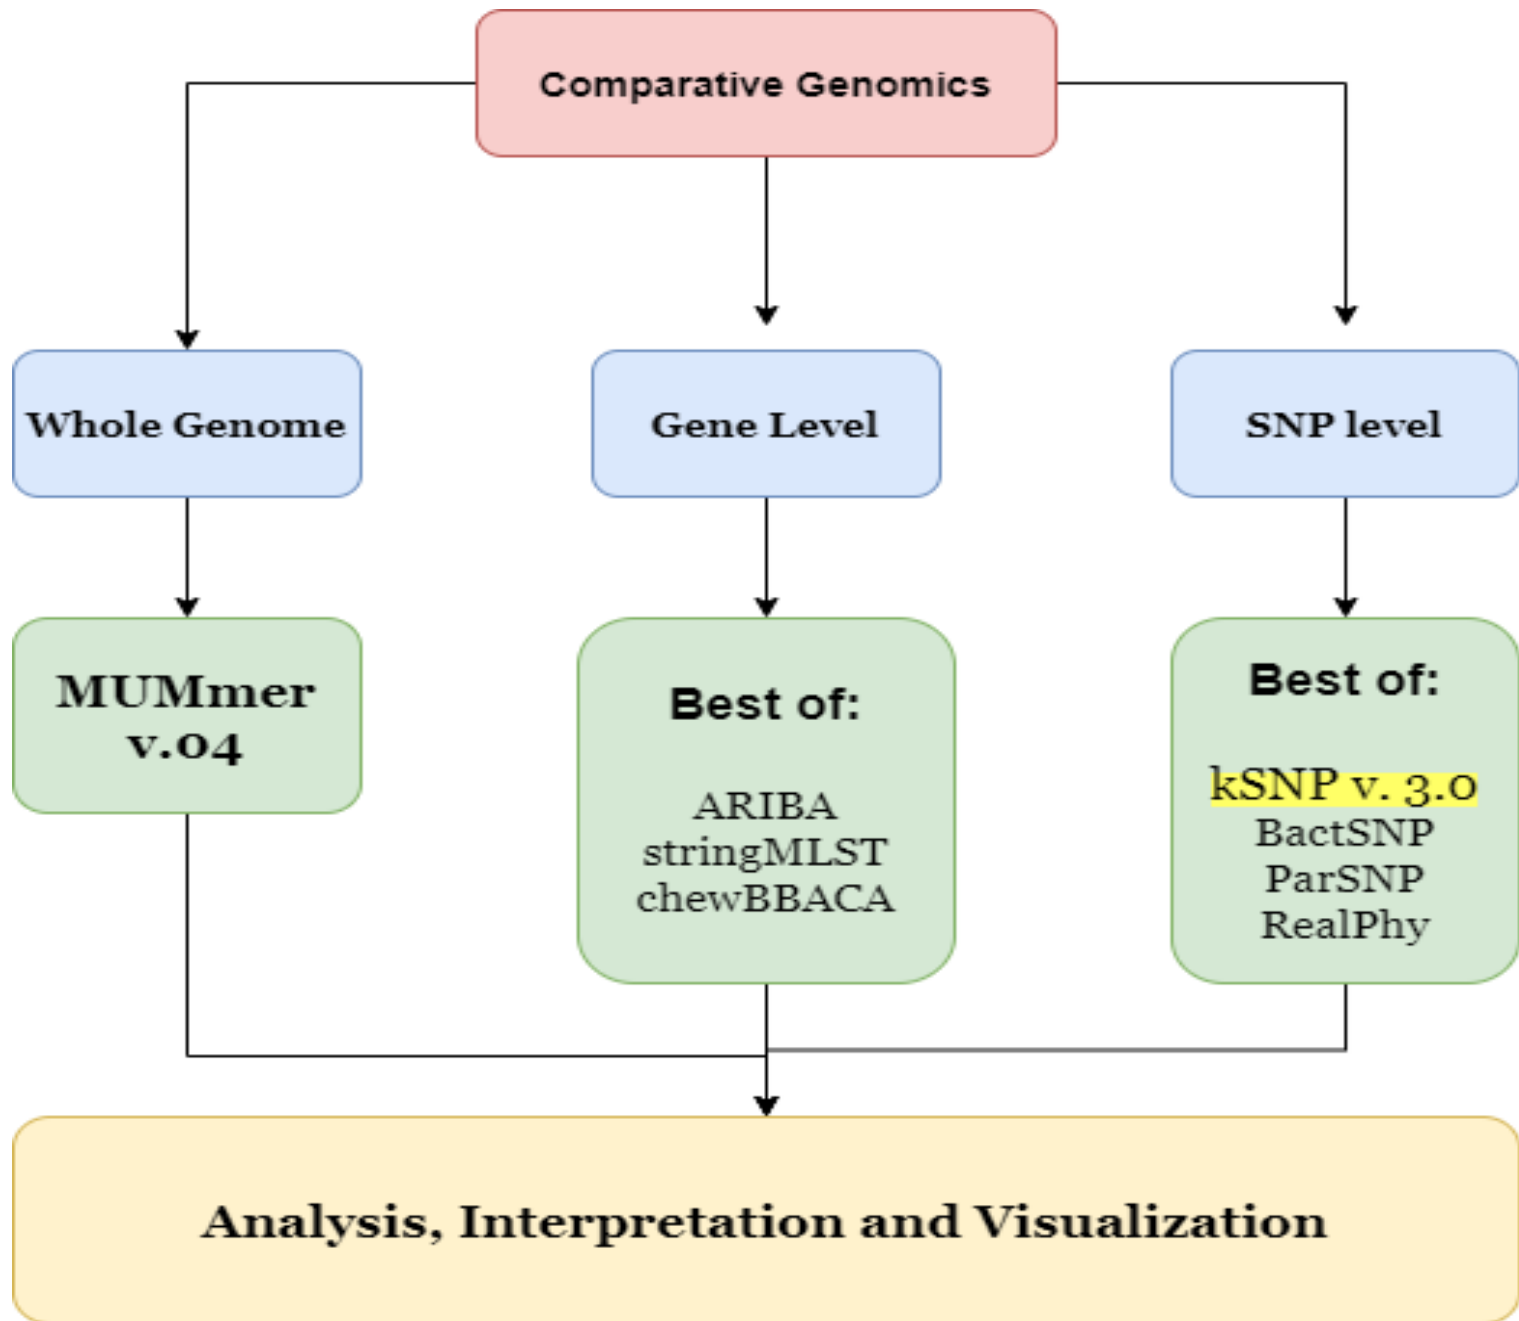 Comparative Genomics
Whole Genome
Gene Level
SNP level
MUMmer
v.04
Best of:
ARIBA
stringMLST
chewBBACA
Best of:
kSNP v. 3.0
BactSNP
ParSNP
RealPhy
Analysis, Interpretation and Visualization